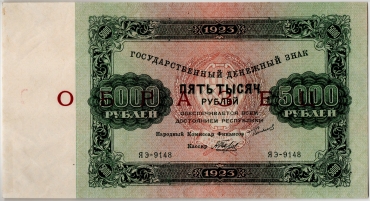 1923
ГОСУДАРСТВЕННЫЙ ДЕНЕЖНЫЙ ЗНАК
5000 ПЯТЬ ТЫСЯЧ 5000
РУБЛЕЙ РУБЛЕЙ РУБЛЕЙ
ОБЕСПЕЧИВАЕТСЯ ВСЕМ
ДОСТОЯНИЕМ РЕСПУБЛИКИ
Народный Комиссар Финансов
Кассир
ЯЭ-9148 ЯЭ-9148
1923